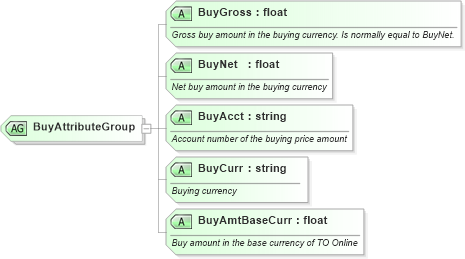 A BuyGross : float
Gross buy amount in the buying currency. Is normally equal to BuyNet.
A BuyNet : float
Net buy amount in the buying currency
AG BuyAttributeGroup
A BuyAcct : string
Account number of the buying price amount
A BuyCurr : string
Buying currency
A BuyAmtBaseCurr : float
Buy amount in the base currency of TO Online